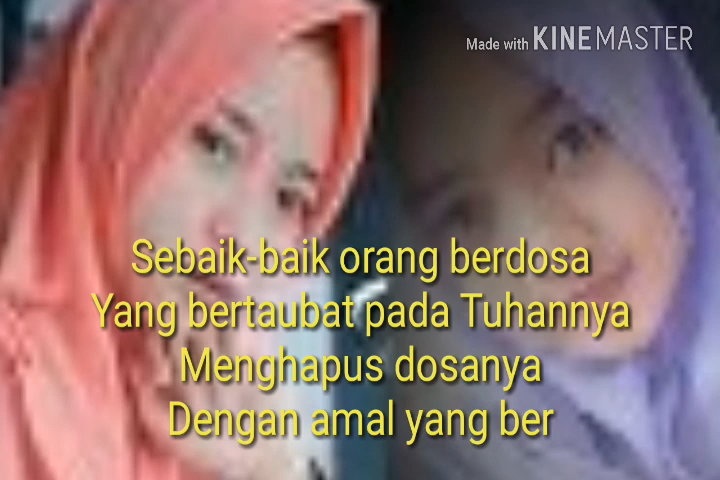 Made with KINEMASTER
Sebaik-baik orang berdosa
Yang bertaubat pada Tuhannya
Menghapus dosanya
Dengan amal yang ber